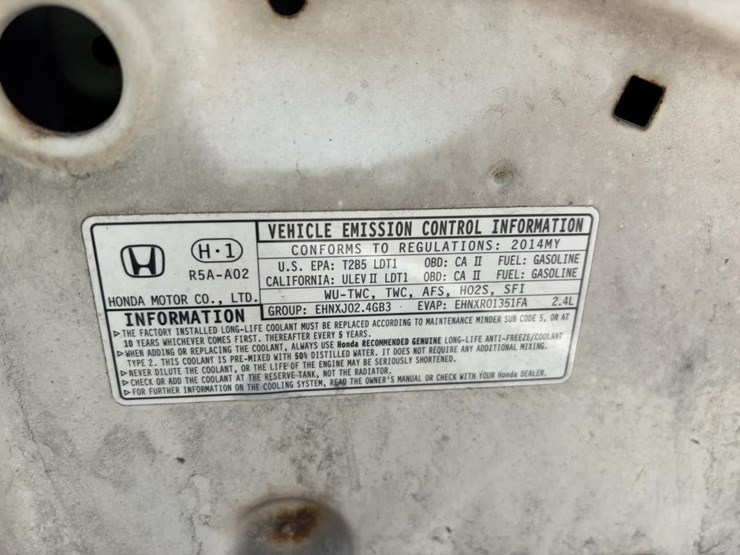 H·1
R5A-A02
HONDA MOTOR CO., LTD.
VEHICLE EMISSION CONTROL INFORMATION
CONFORMS TO REGULATIONS: 2014MY
U.S. EPA: T2B5 LDT1 OBD: CA II FUEL: GASOLINE
CALIFORNIA: ULEV II LDT1 OBD: CA II FUEL: GASOLINE
WU-TWC, TWC, AFS, HO2S, SFI
GROUP: EHNXJ02.4GB3 EVAP: EHNXR0135IFA 2.4L
INFORMATION
▷THE FACTORY INSTALLED LONG-LIFE COOLANT MUST BE REPLACED ACCORDING TO MAINTENANCE MINDER SUB CODE 5, OR AT
10 YEARS WHICHEVER COMES FIRST. THEREAFTER EVERY 5 YEARS.
▷WHEN ADDING OR REPLACING THE COOLANT, ALWAYS USE Honda RECOMMENDED GENUINE LONG-LIFE ANTI-FREEZE/COOLANT
TYPE 2. THIS COOLANT IS PRE-MIXED WITH 50% DISTILLED WATER. IT DOES NOT REQUIRE ANY ADDITIONAL MIXING.
▷NEVER DILUTE THE COOLANT, OR THE LIFE OF THE ENGINE MAY BE SERIOUSLY SHORTENED.
▷CHECK OR ADD THE COOLANT AT THE RESERVE TANK, NOT THE RADIATOR.
▷FOR FURTHER INFORMATION ON THE COOLING SYSTEM, READ THE OWNER'S MANUAL OR CHECK WITH YOUR Honda DEALER.